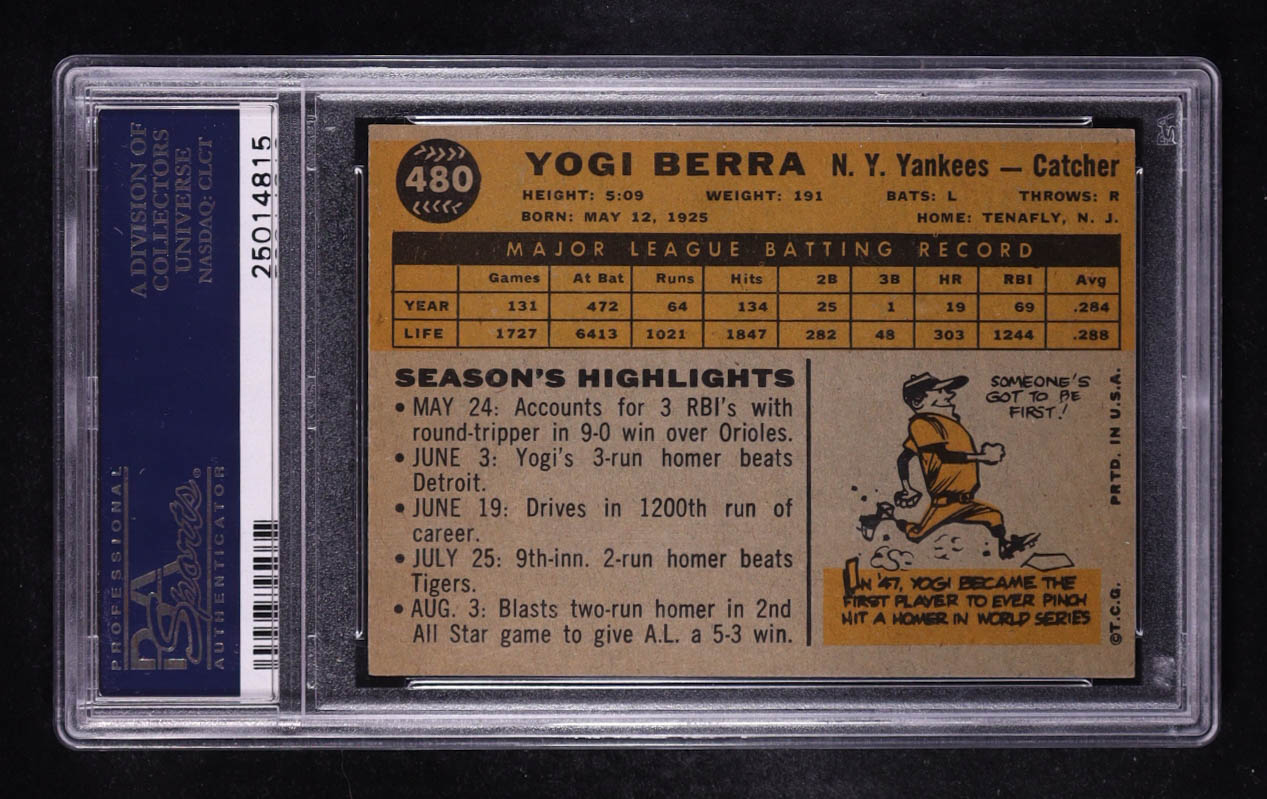 A DIVISION OF
COLLECTORS
UNIVERSE
NASDAQ: CLCT
25014815
PROFESSIONAL
PSA
Sports®
AUTHENTICATOR
480
YOGI BERRA N. Y. Yankees — Catcher
HEIGHT: 5:09 WEIGHT: 191 BATS: L THROWS: R
BORN: MAY 12, 1925 HOME: TENAFLY, N. J.
MAJOR LEAGUE BATTING RECORD
Games At Bat Runs Hits 2B 3B HR RBI Avg
YEAR 131 472 64 134 25 1 19 69 .284
LIFE 1727 6413 1021 1847 282 48 303 1244 .288
SEASON'S HIGHLIGHTS
• MAY 24: Accounts for 3 RBI's with
round-tripper in 9-0 win over Orioles.
• JUNE 3: Yogi's 3-run homer beats
Detroit.
• JUNE 19: Drives in 1200th run of
career.
• JULY 25: 9th-inn. 2-run homer beats
Tigers.
• AUG. 3: Blasts two-run homer in 2nd
All Star game to give A.L. a 5-3 win.
SOMEONE'S
GOT TO BE
FIRST!
IN '47, YOGI BECAME THE
FIRST PLAYER TO EVER PINCH
HIT A HOMER IN WORLD SERIES
©T.C.G. PRTD. IN U.S.A.
PSA